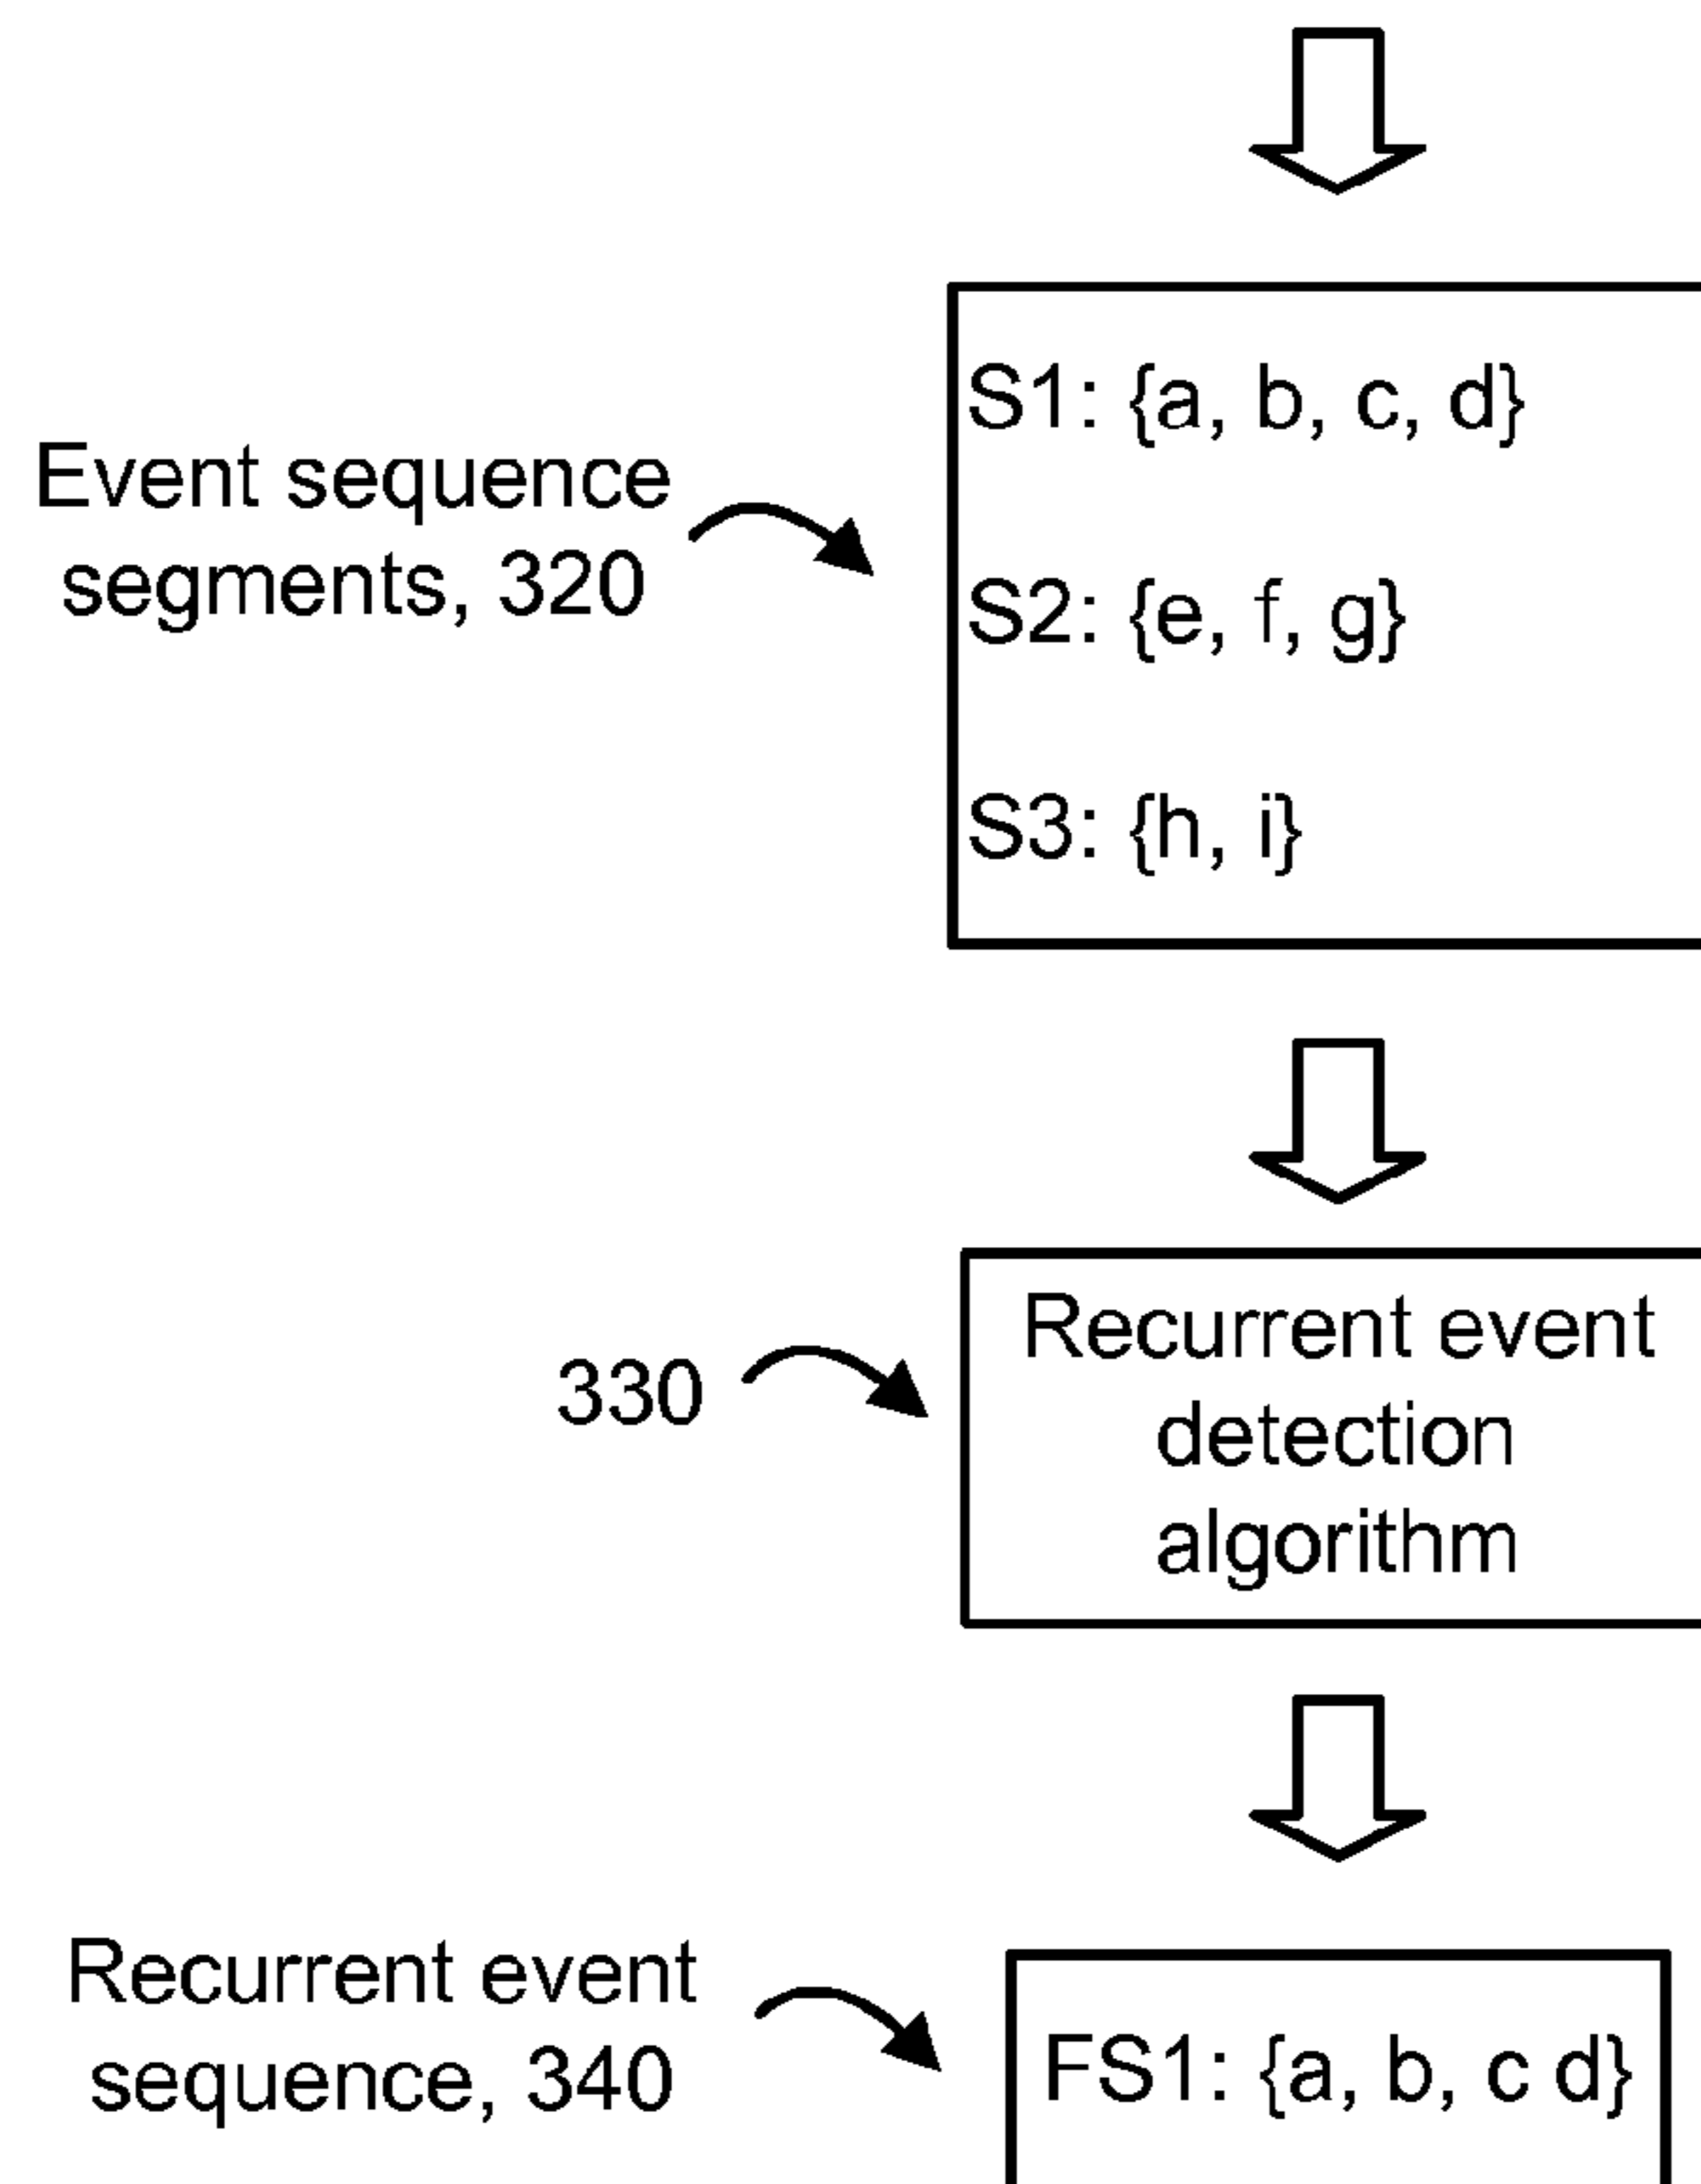 Event sequence
segments, 320
S1: {a, b, c, d}
S2: {e, f, g}
S3: {h, i}
330
Recurrent event
detection
algorithm
Recurrent event
sequence, 340
FS1: {a, b, c d}